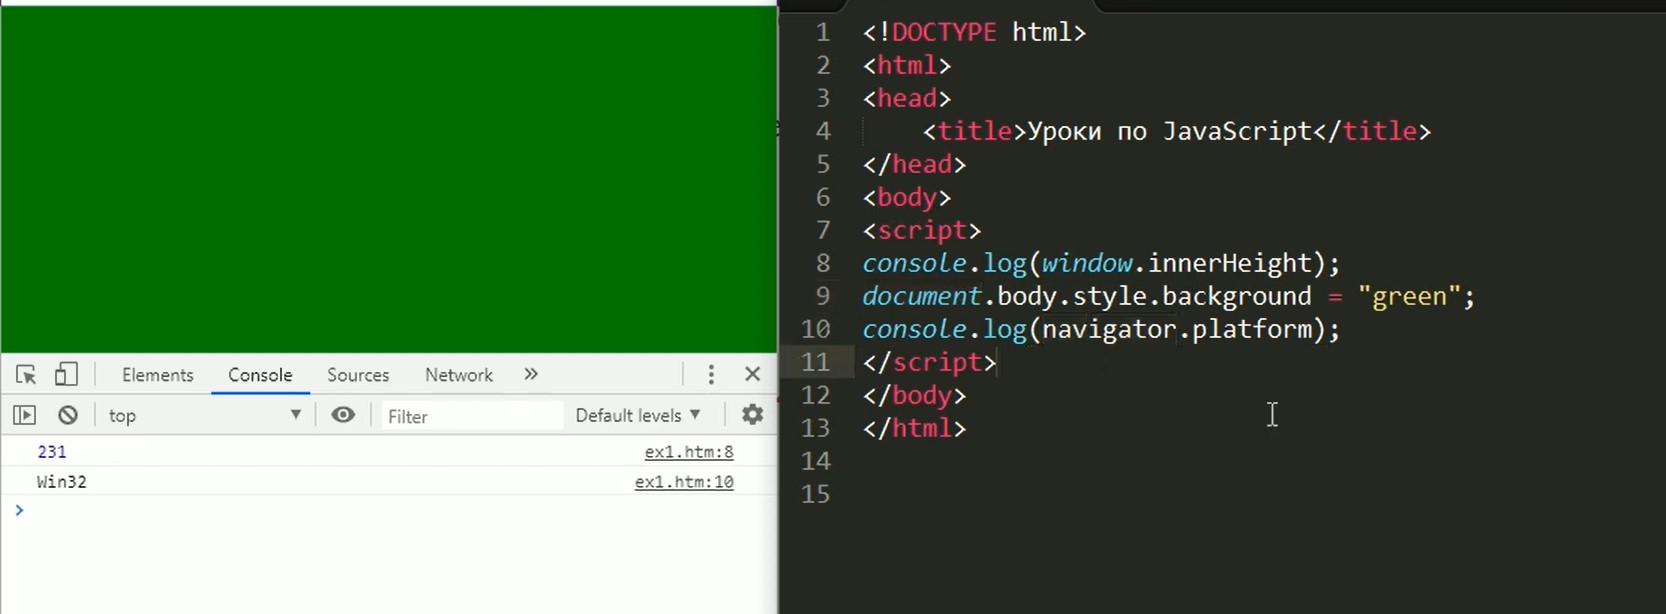 Elements Console Sources Network »
top Filter Default levels
231 ex1.htm:8
Win32 ex1.htm:10
1 <!DOCTYPE html>
2 <html>
3 <head>
4 <title>Уроки по JavaScript</title>
5 </head>
6 <body>
7 <script>
8 console.log(window.innerHeight);
9 document.body.style.background = "green";
10 console.log(navigator.platform);
11 </script>
12 </body>
13 </html>
14
15